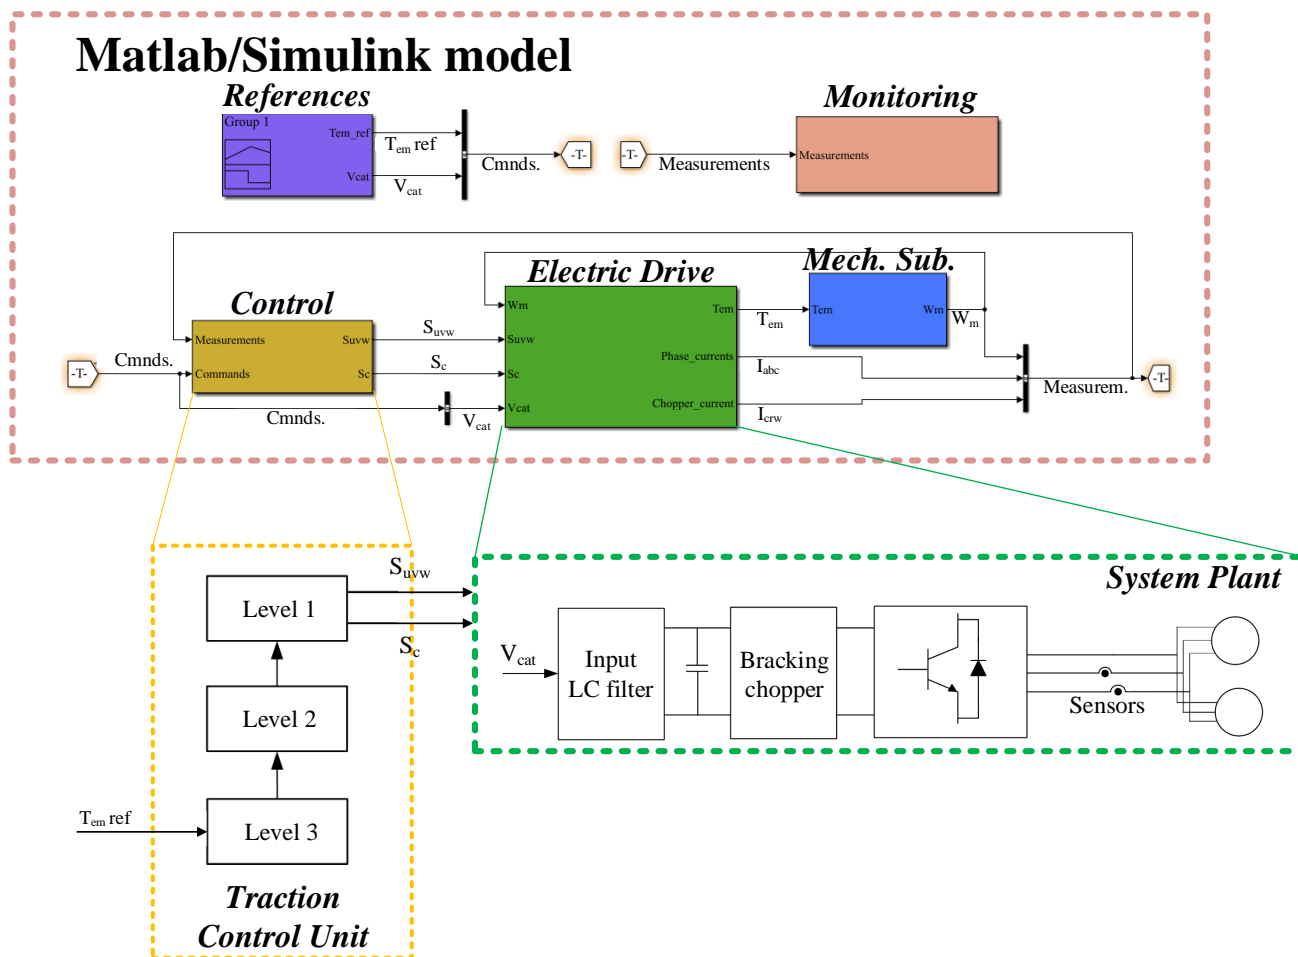 Matlab/Simulink model
References
Group 1
Tem_ref
Vcat
Tem ref
Vcat
Cmnds.
-T-
-T-
Measurements
Monitoring
Measurements
Control
Measurements
Commands
Suvw
Sc
Cmnds.
-T-
Cmnds.
Suvw
Sc
Vcat
Electric Drive
Wm
Suvw
Sc
Vcat
Tem
Phase_currents
Chopper_current
Tem
Iabc
Icrw
Mech. Sub.
Tem
Wm
Wm
Measurem.
-T-
Suvw
Sc
Level 1
Level 2
Level 3
Tem ref
Traction
Control Unit
System Plant
Vcat
Input
LC filter
Bracking
chopper
Sensors